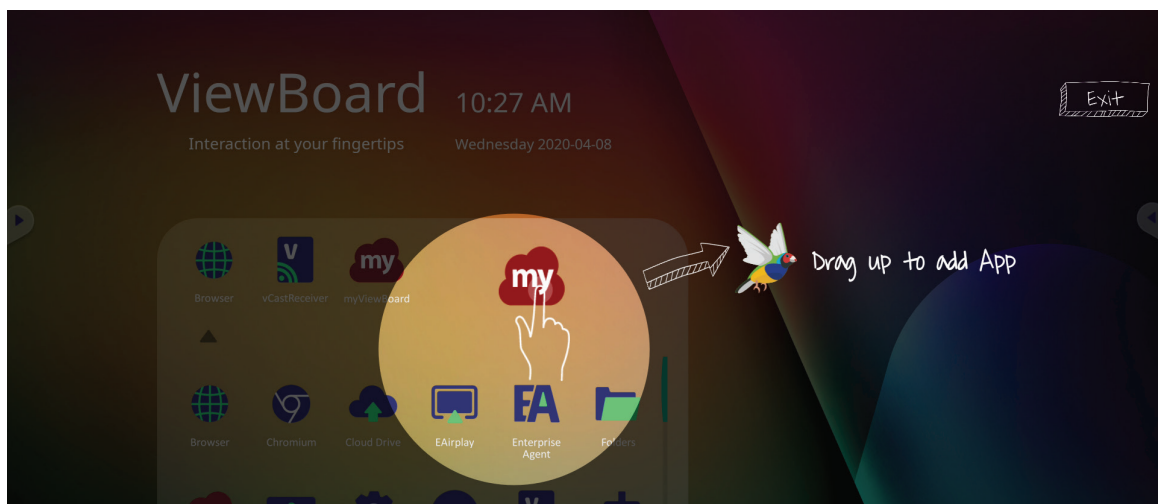 ViewBoard
10:27 AM
Exit
Interaction at your fingertips
Wednesday 2020-04-08
V
my
my
Drag up to add App
Browser
vCastReceiver
myViewBoard
EA
Browser
Chromium
Cloud Drive
EAirplay
Enterprise
Agent
Folders
V